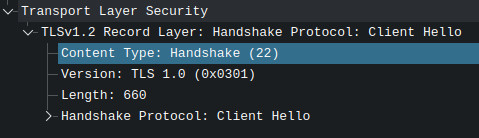 Transport Layer Security
TLSv1.2 Record Layer: Handshake Protocol: Client Hello
Content Type: Handshake (22)
Version: TLS 1.0 (0x0301)
Length: 660
Handshake Protocol: Client Hello